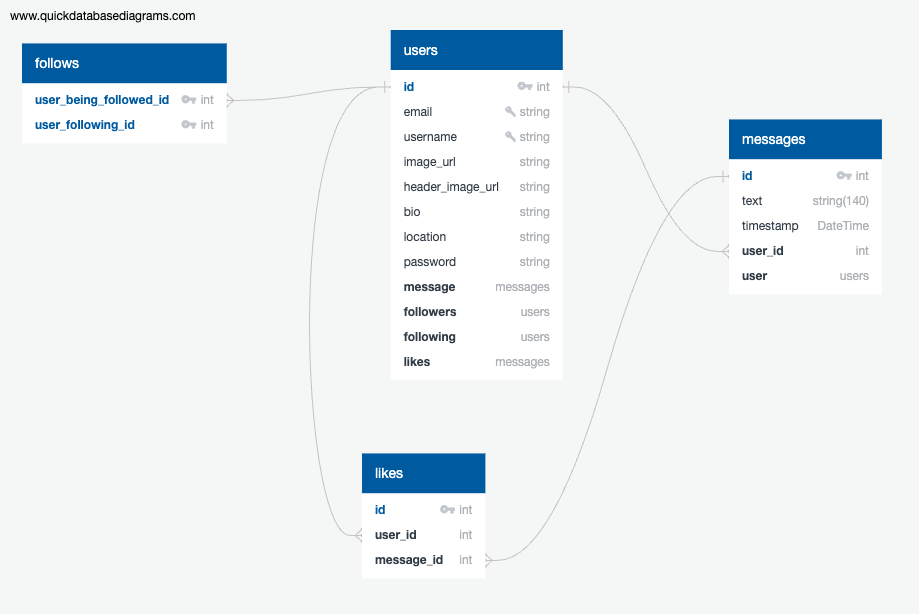 www.quickdatabasediagrams.com
follows
user_being_followed_id int
user_following_id int
users
id int
email string
username string
image_url string
header_image_url string
bio string
location string
password string
message messages
followers users
following users
likes messages
messages
id int
text string(140)
timestamp DateTime
user_id int
user users
likes
id int
user_id int
message_id int